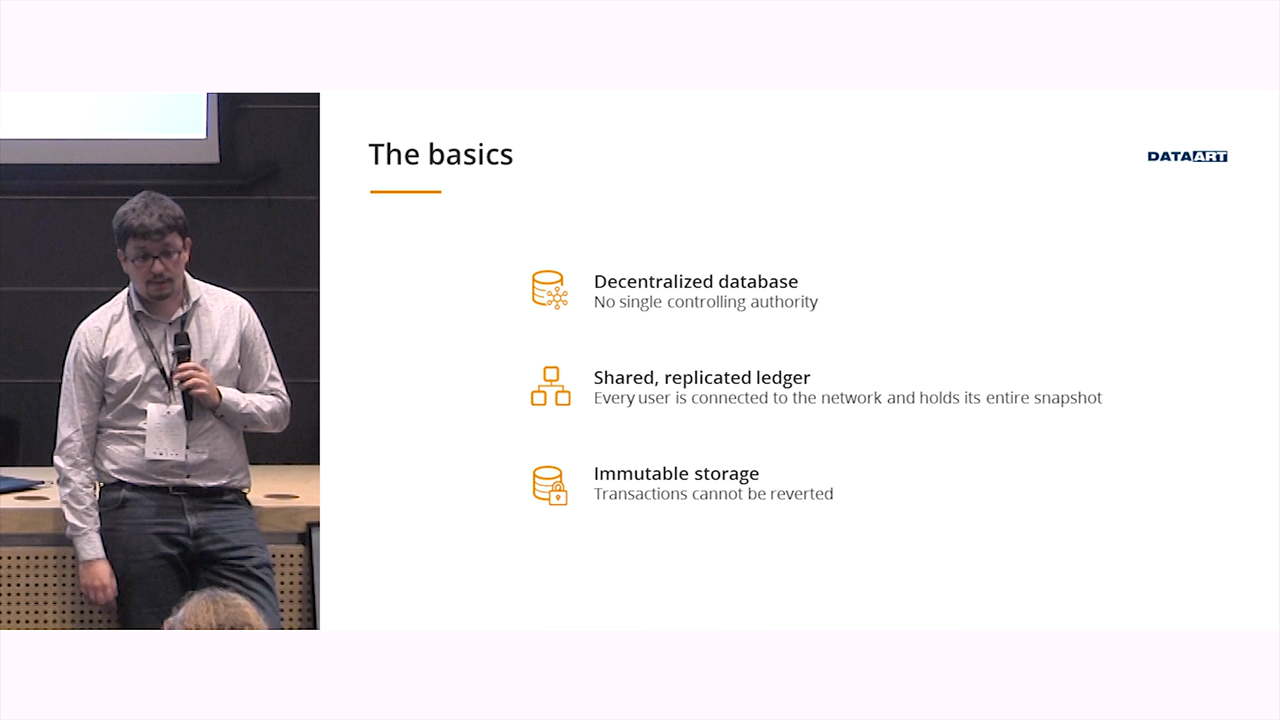 The basics
DATAART
Decentralized database
No single controlling authority
Shared, replicated ledger
Every user is connected to the network and holds its entire snapshot
Immutable storage
Transactions cannot be reverted